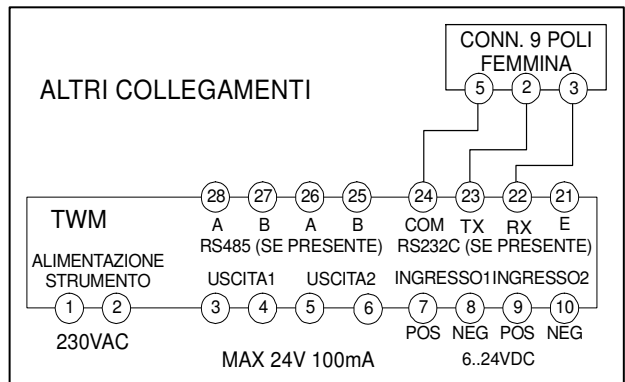 CONN. 9 POLI
FEMMINA
5 2 3
ALTRI COLLEGAMENTI
28 27 26 25 24 23 22 21
TWM
A B A B COM TX RX E
RS485 (SE PRESENTE) RS232C (SE PRESENTE)
ALIMENTAZIONE
STRUMENTO
USCITA1 USCITA2 INGRESSO1 INGRESSO2
1 2 3 4 5 6 7 8 9 10
POS NEG POS NEG
230VAC
MAX 24V 100mA
6..24VDC